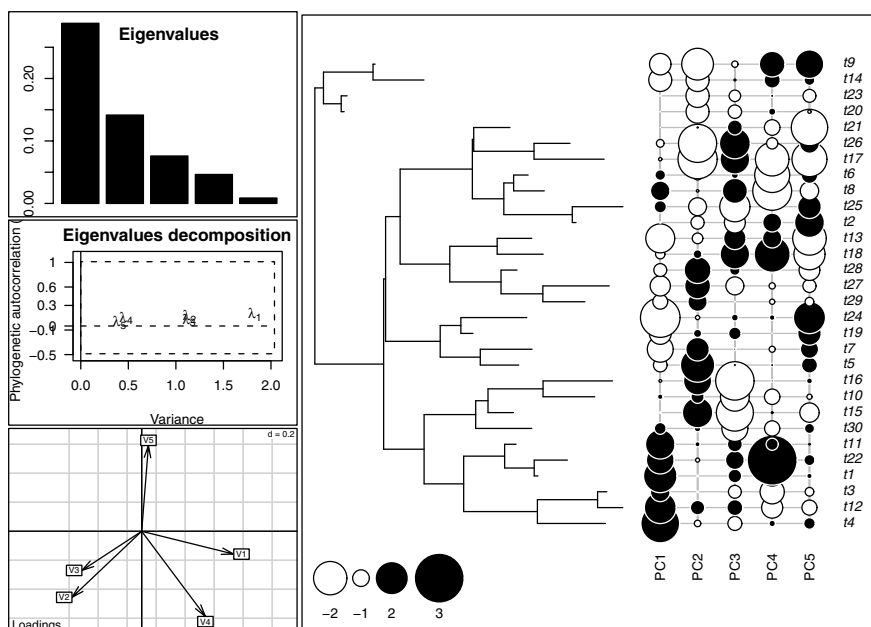 Eigenvalues
0.20
0.10
0.00
Eigenvalues decomposition
Phylogenetic autocorrelation (
1
0.6
0.3
0
−0.1
−0.5
λ1
0.0 0.5 1.0 1.5 2.0
Variance
d = 0.2
V5
V1
V3
V2
V4
Loadings
t9
t14
t23
t20
t21
t26
t17
t6
t8
t25
t2
t13
t18
t28
t27
t29
t24
t19
t7
t5
t16
t10
t15
t30
t11
t22
t1
t3
t12
t4
PC1 PC2 PC3 PC4 PC5
−2 −1 2 3